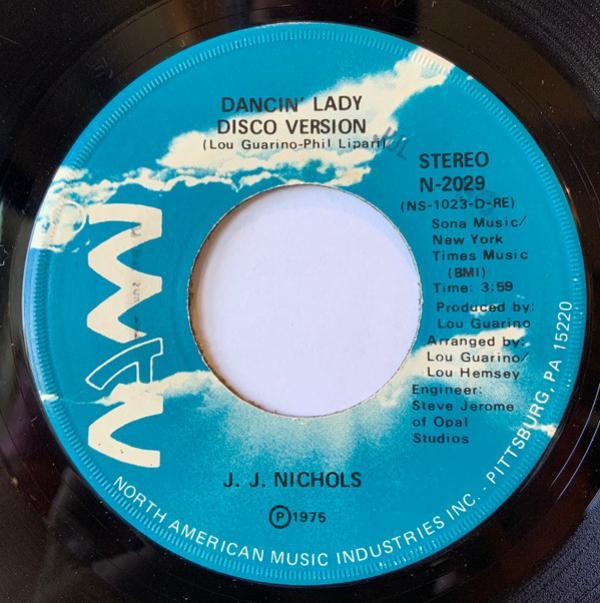 DANCIN' LADY
DISCO VERSION
(Lou Guarino-Phil Lipari)
STEREO
N-2029
(NS-1023-D-RE)
Sona Music/
New York
Times Music
(BMI)
Time: 3:59
Produced by:
Lou Guarino
Arranged by:
Lou Guarino/
Lou Hemsey
Engineer:
Steve Jerome
of Opal
Studios
J. J. NICHOLS
Ⓟ1975
NORTH AMERICAN MUSIC INDUSTRIES INC., PITTSBURG, PA 15220